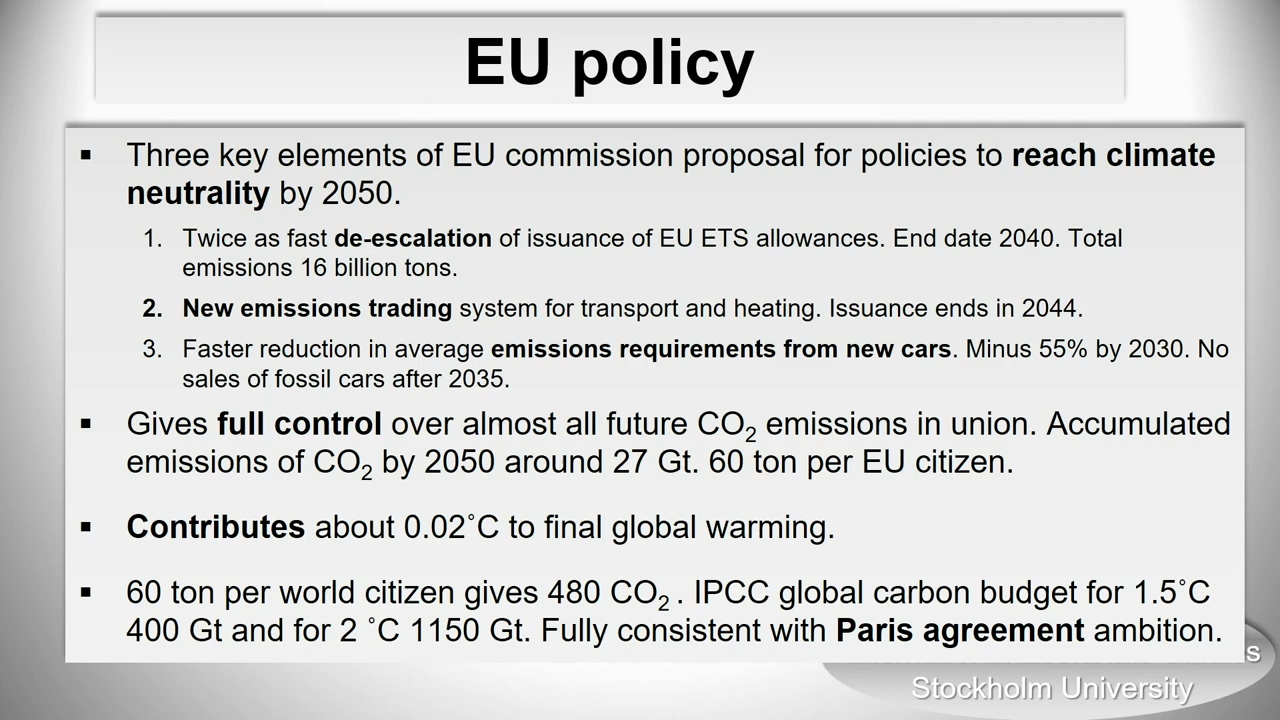 EU policy
▪ Three key elements of EU commission proposal for policies to reach climate
neutrality by 2050.
1. Twice as fast de-escalation of issuance of EU ETS allowances. End date 2040. Total
emissions 16 billion tons.
2. New emissions trading system for transport and heating. Issuance ends in 2044.
3. Faster reduction in average emissions requirements from new cars. Minus 55% by 2030. No
sales of fossil cars after 2035.
▪ Gives full control over almost all future CO₂ emissions in union. Accumulated
emissions of CO₂ by 2050 around 27 Gt. 60 ton per EU citizen.
▪ Contributes about 0.02˚C to final global warming.
▪ 60 ton per world citizen gives 480 CO₂ . IPCC global carbon budget for 1.5˚C
400 Gt and for 2 ˚C 1150 Gt. Fully consistent with Paris agreement ambition.
Stockholm University